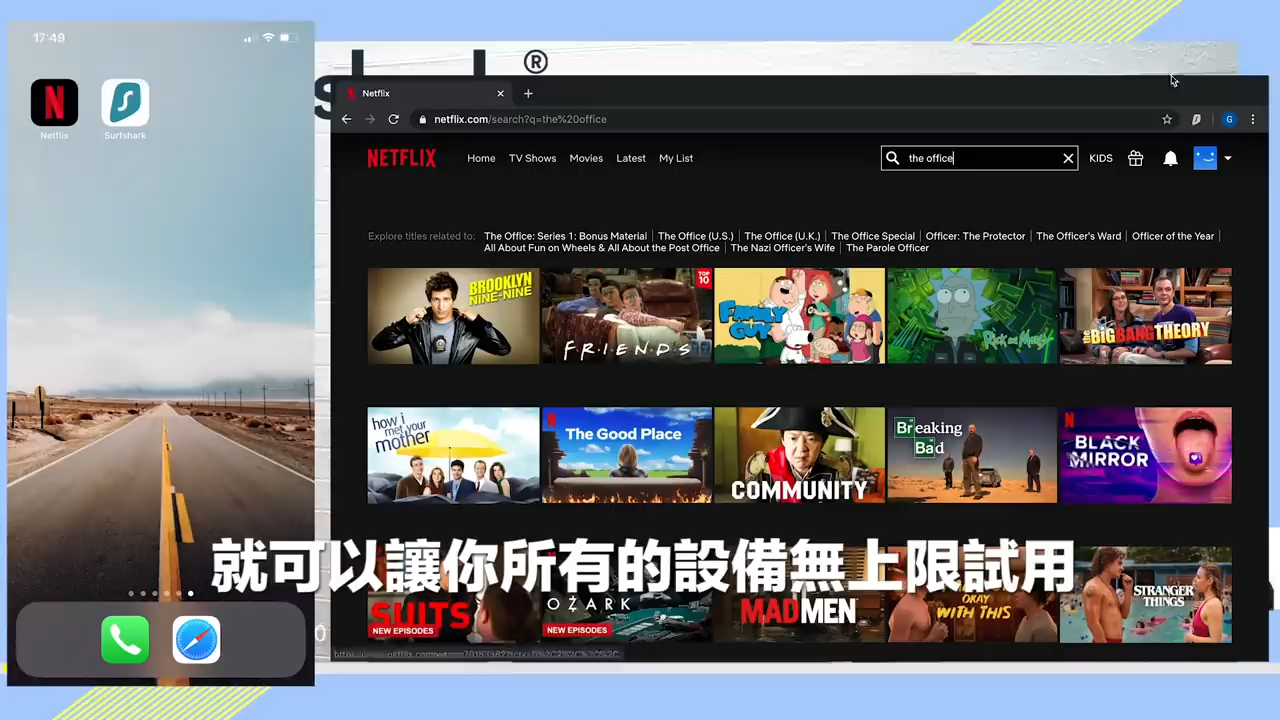 17:49
Netflix
Surfshark
®
Netflix
netflix.com/search?q=the%20office
G
NETFLIX
Home
TV Shows
Movies
Latest
My List
the office
KIDS
Explore titles related to:
The Office: Series 1: Bonus Material
The Office (U.S.)
The Office (U.K.)
The Office Special
Officer: The Protector
The Officer's Ward
Officer of the Year
All About Fun on Wheels & All About the Post Office
The Nazi Officer's Wife
The Parole Officer
BROOKLYN
NINE-NINE
F·R·I·E·N·D·S
TOP
10
FAMILY
GUY
Rick and Morty
the BiG BANG THEORY
how i
met your
mother
The Good Place
COMMUNITY
Breaking
Bad
BLACK
MIRROR
就可以讓你所有的設備無上限試用
SUITS
NEW EPISODES
OZARK
NEW EPISODES
MAD MEN
OKAY
WITH THIS
STRANGER
THINGS